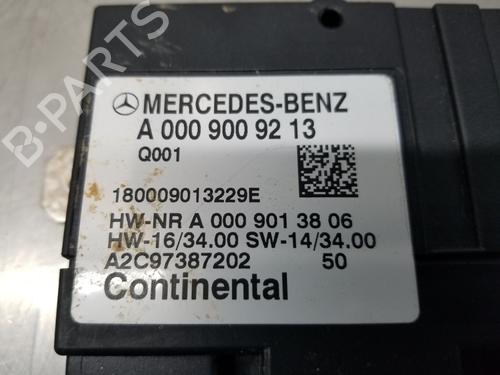 MERCEDES-BENZ
A 000 900 92 13
Q001
180009013229E
HW-NR A 000 901 38 06
HW-16/34.00 SW-14/34.00
A2C97387202 50
Continental
B-PARTS